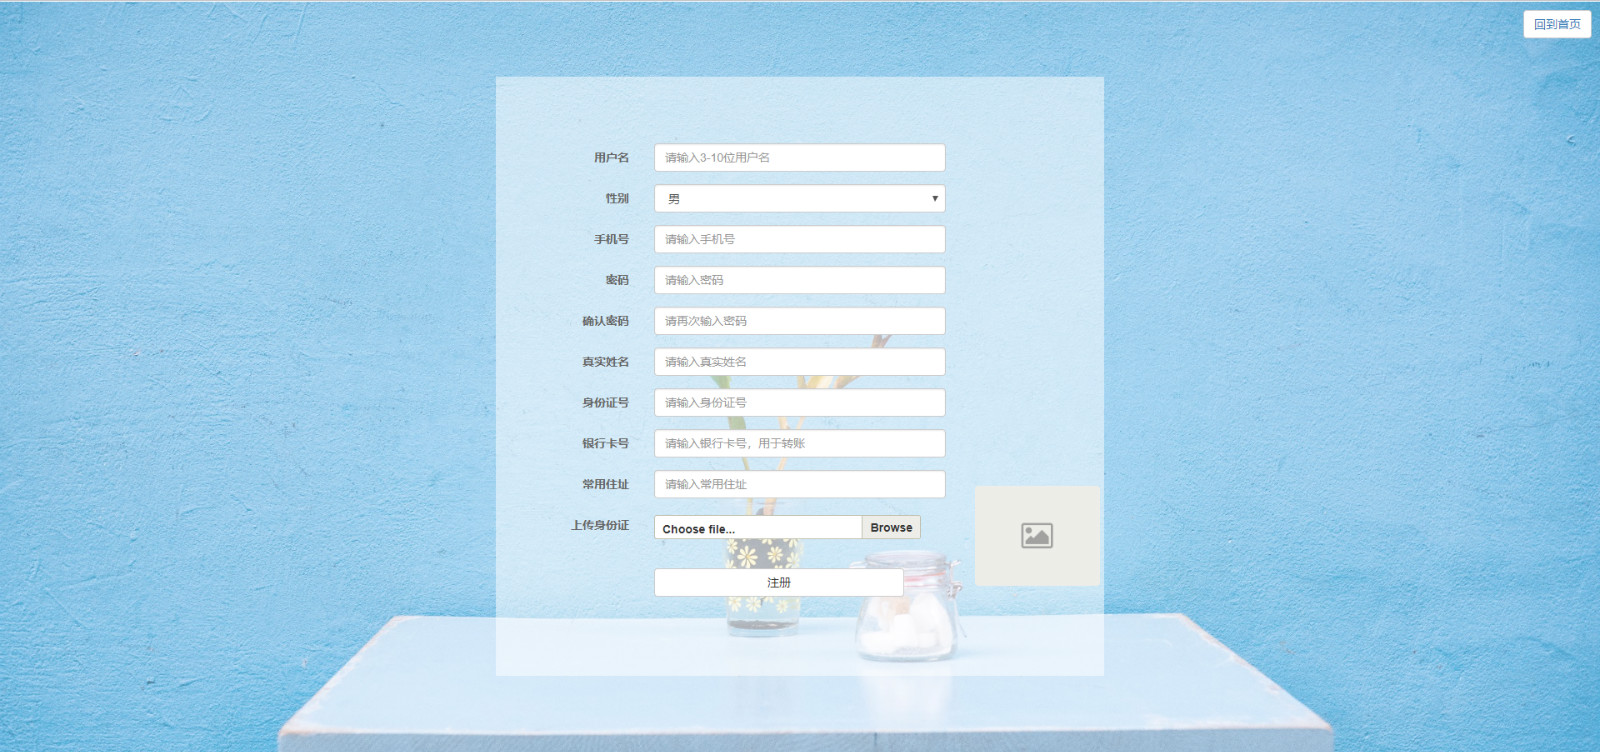 回到首页
用户名 请输入3-10位用户名
性别 男
手机号 请输入手机号
密码 请输入密码
确认密码 请再次输入密码
真实姓名 请输入真实姓名
身份证号 请输入身份证号
银行卡号 请输入银行卡号，用于转账
常用住址 请输入常用住址
上传身份证 Choose file... Browse
注册